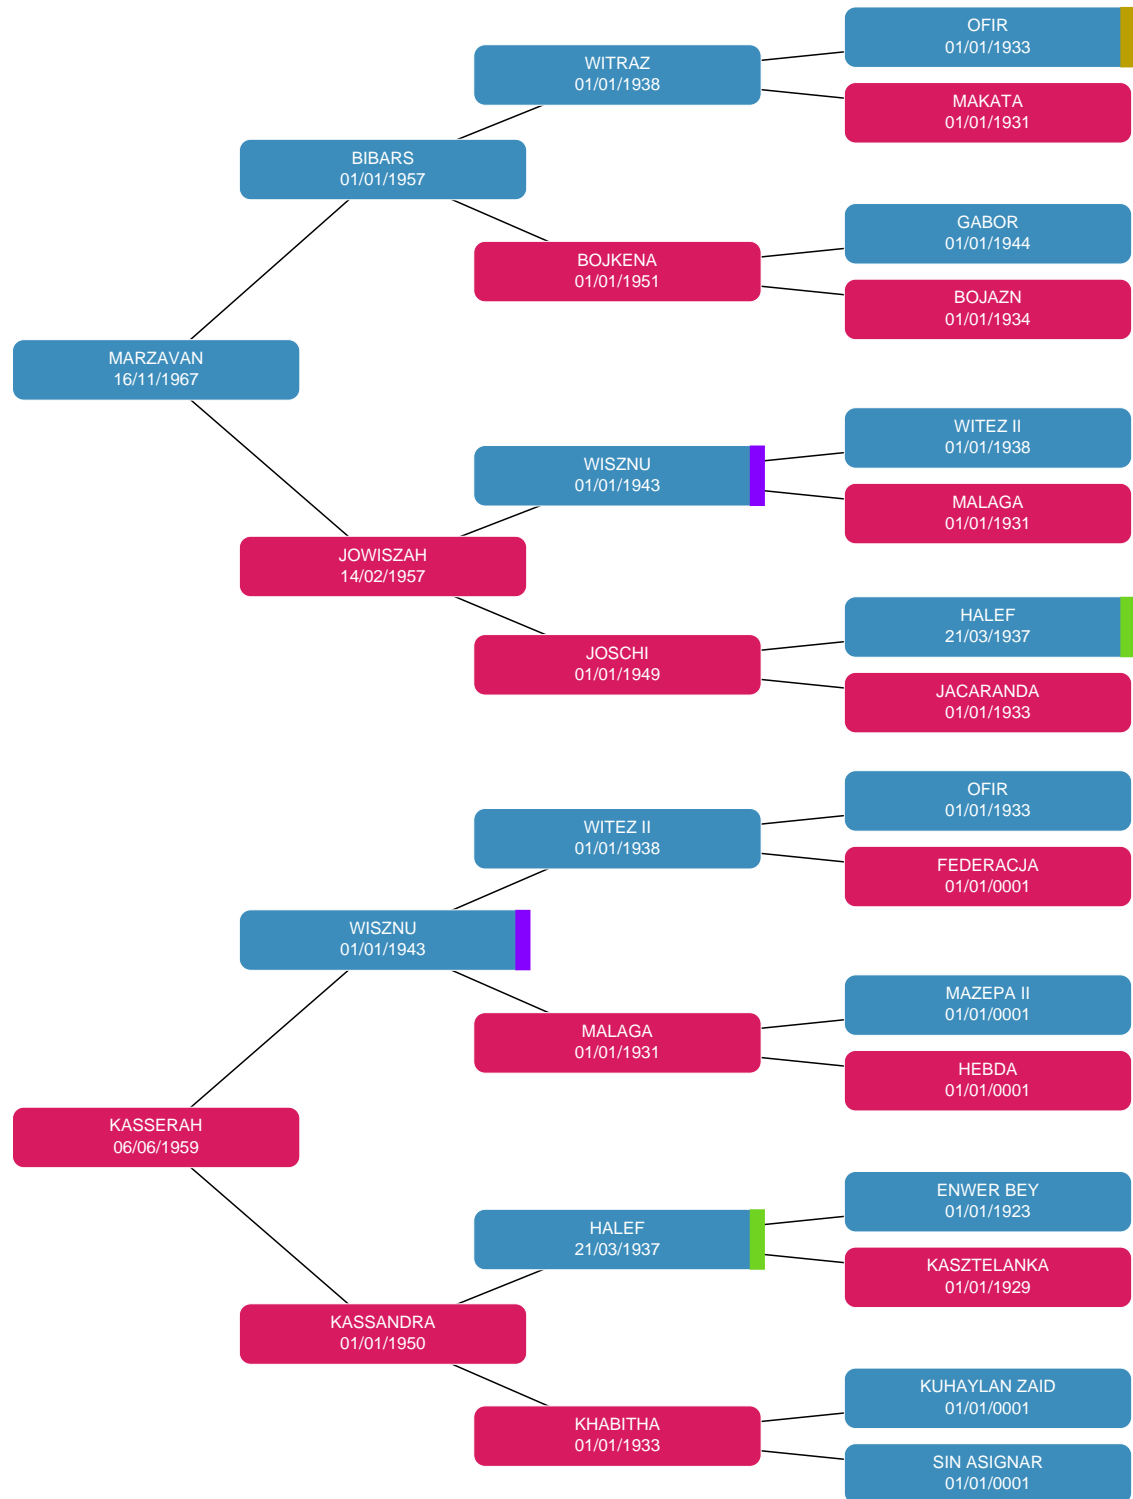 OFIR
01/01/1933
WITRAZ
01/01/1938
MAKATA
01/01/1931
BIBARS
01/01/1957
GABOR
01/01/1944
BOJKENA
01/01/1951
BOJAZN
01/01/1934
MARZAVAN
16/11/1967
WITEZ II
01/01/1938
WISZNU
01/01/1943
MALAGA
01/01/1931
JOWISZAH
14/02/1957
HALEF
21/03/1937
JOSCHI
01/01/1949
JACARANDA
01/01/1933
OFIR
01/01/1933
WITEZ II
01/01/1938
FEDERACJA
01/01/0001
WISZNU
01/01/1943
MAZEPA II
01/01/0001
MALAGA
01/01/1931
HEBDA
01/01/0001
KASSERAH
06/06/1959
ENWER BEY
01/01/1923
HALEF
21/03/1937
KASZTELANKA
01/01/1929
KASSANDRA
01/01/1950
KUHAYLAN ZAID
01/01/0001
KHABITHA
01/01/1933
SIN ASIGNAR
01/01/0001